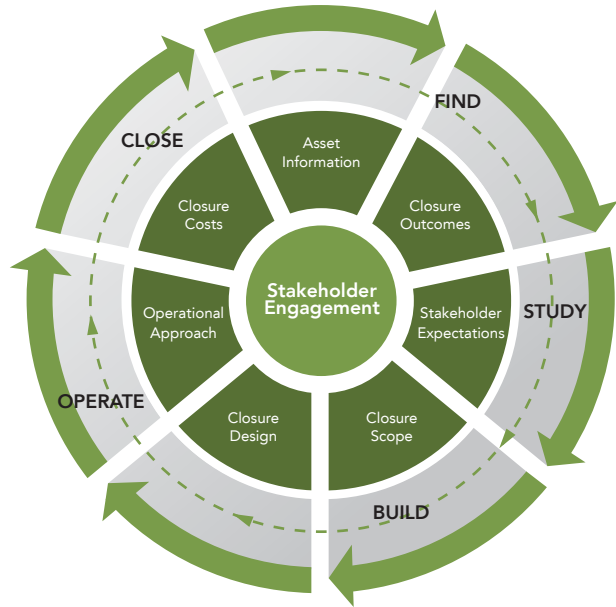 FIND
CLOSE
Asset
Information
Closure
Costs
Closure
Outcomes
Stakeholder
Engagement
Operational
Approach
Stakeholder
Expectations
STUDY
OPERATE
Closure
Design
Closure
Scope
BUILD